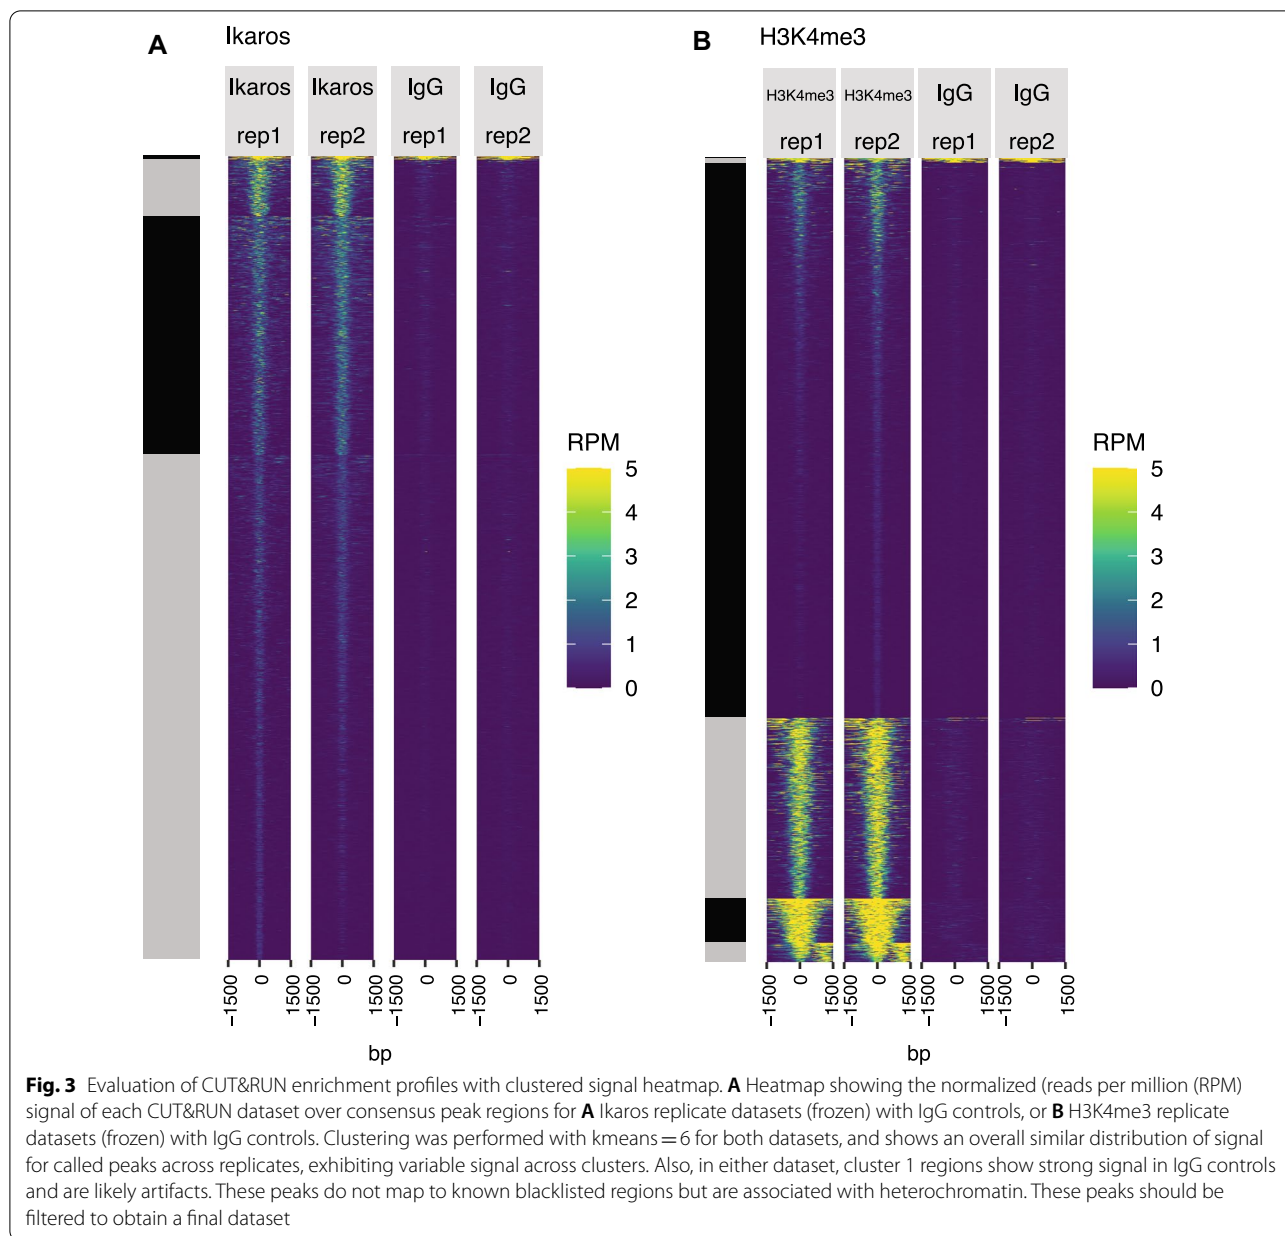 A
Ikaros
B
H3K4me3
Ikaros Ikaros IgG IgG
rep1 rep2 rep1 rep2
H3K4me3 H3K4me3 IgG IgG
rep1 rep2 rep1 rep2
RPM
5
4
3
2
1
0
RPM
5
4
3
2
1
0
−1500 0 1500 −1500 0 1500 −1500 0 1500 −1500 0 1500
bp
−1500 0 1500 −1500 0 1500 −1500 0 1500 −1500 0 1500
bp
Fig. 3 Evaluation of CUT&RUN enrichment profiles with clustered signal heatmap. A Heatmap showing the normalized (reads per million (RPM)
signal of each CUT&RUN dataset over consensus peak regions for A Ikaros replicate datasets (frozen) with IgG controls, or B H3K4me3 replicate
datasets (frozen) with IgG controls. Clustering was performed with kmeans = 6 for both datasets, and shows an overall similar distribution of signal
for called peaks across replicates, exhibiting variable signal across clusters. Also, in either dataset, cluster 1 regions show strong signal in IgG controls
and are likely artifacts. These peaks do not map to known blacklisted regions but are associated with heterochromatin. These peaks should be
filtered to obtain a final dataset